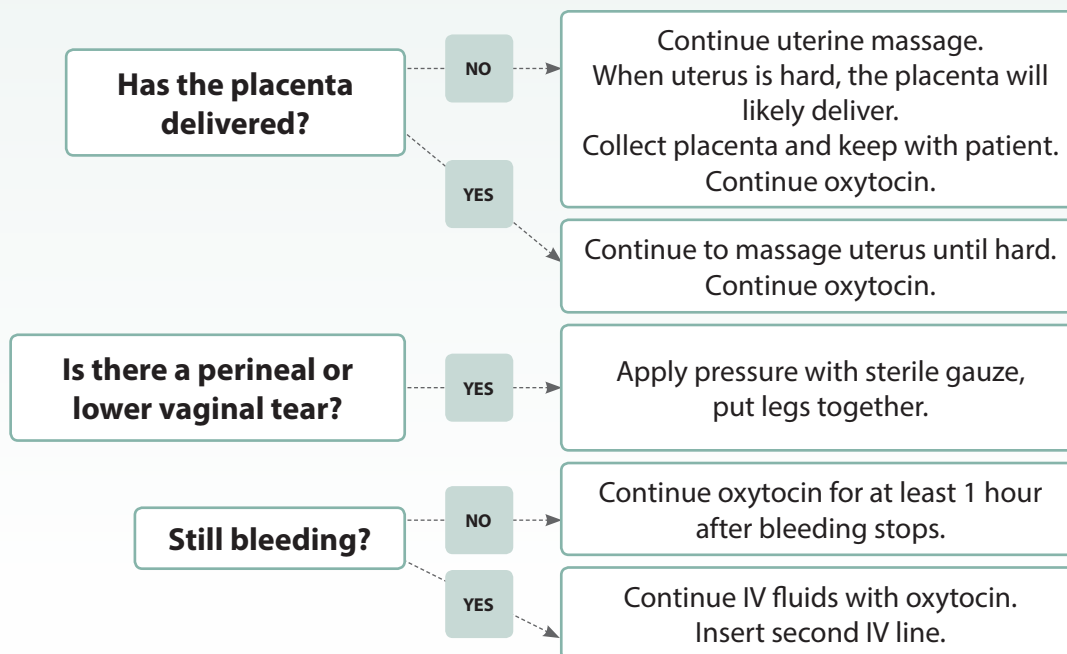 Has the placenta
delivered?
NO
Continue uterine massage.
When uterus is hard, the placenta will
likely deliver.
Collect placenta and keep with patient.
Continue oxytocin.
YES
Continue to massage uterus until hard.
Continue oxytocin.
Is there a perineal or
lower vaginal tear?
YES
Apply pressure with sterile gauze,
put legs together.
Still bleeding?
NO
Continue oxytocin for at least 1 hour
after bleeding stops.
YES
Continue IV fluids with oxytocin.
Insert second IV line.